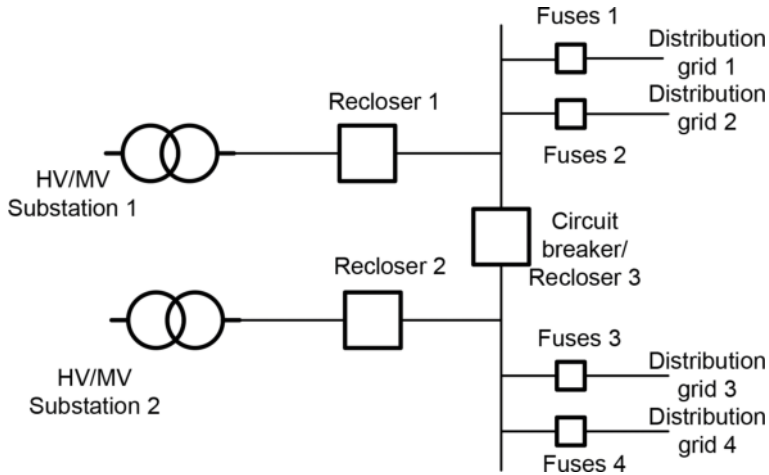 Fuses 1
Distribution
grid 1
Recloser 1
Distribution
grid 2
Fuses 2
HV/MV
Substation 1
Circuit
breaker/
Recloser 3
Recloser 2
Fuses 3
Distribution
grid 3
HV/MV
Substation 2
Distribution
grid 4
Fuses 4